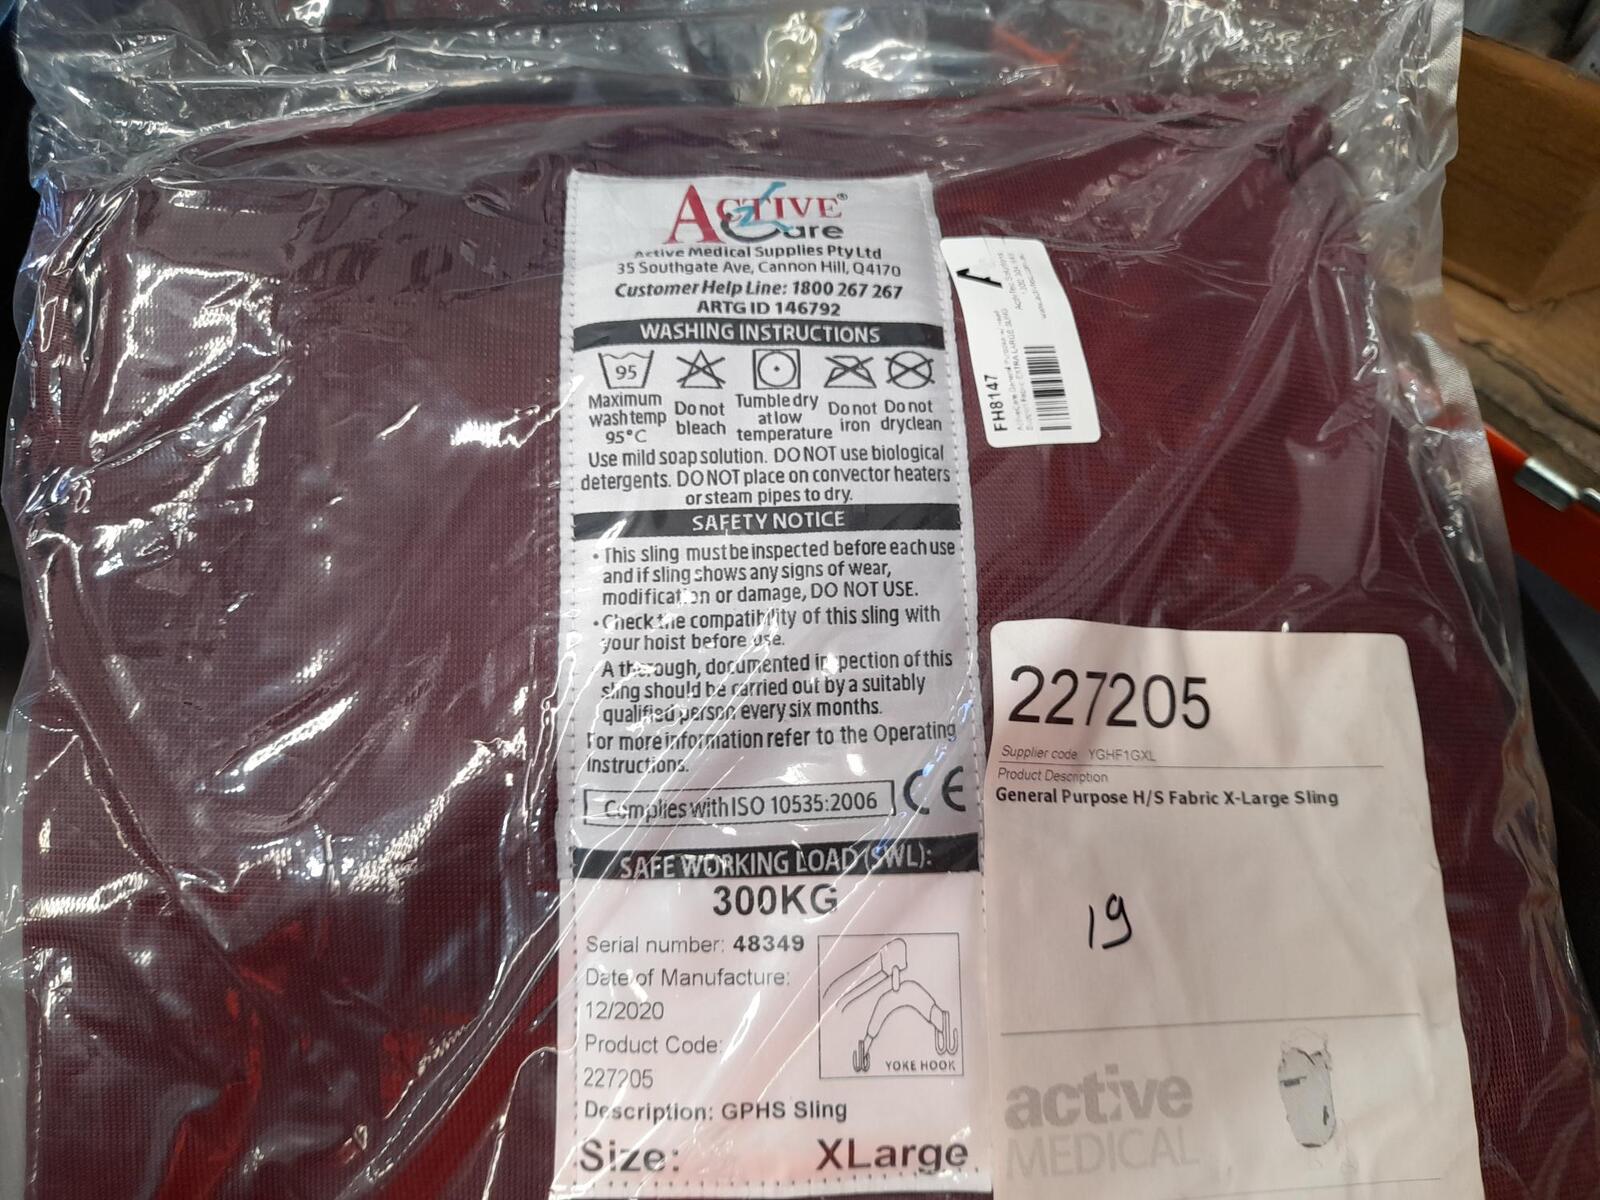 ACTIVE®
Care
Active Medical Supplies Pty Ltd
35 Southgate Ave, Cannon Hill, Q4170
Customer Help Line: 1800 267 267
ARTG ID 146792
WASHING INSTRUCTIONS
95
Maximum wash temp 95°C
Do not bleach
Tumble dry at low temperature
Do not iron
Do not dryclean
Use mild soap solution. DO NOT use biological
detergents. DO NOT place on convector heaters
or steam pipes to dry.
SAFETY NOTICE
• This sling must be inspected before each use
and if sling shows any signs of wear,
modification or damage, DO NOT USE.
• Check the compatibility of this sling with
your hoist before use.
A thorough, documented inspection of this
sling should be carried out by a suitably
qualified person every six months.
For more information refer to the Operating
Instructions.
Complies with ISO 10535:2006
CE
SAFE WORKING LOAD (SWL):
300KG
Serial number: 48349
Date of Manufacture:
12/2020
Product Code:
227205
Description: GPHS Sling
Size: XLarge
YOKE HOOK
A
FH8147
227205
Supplier code YGHF1GXL
Product Description
General Purpose H/S Fabric X-Large Sling
19
active
MEDICAL